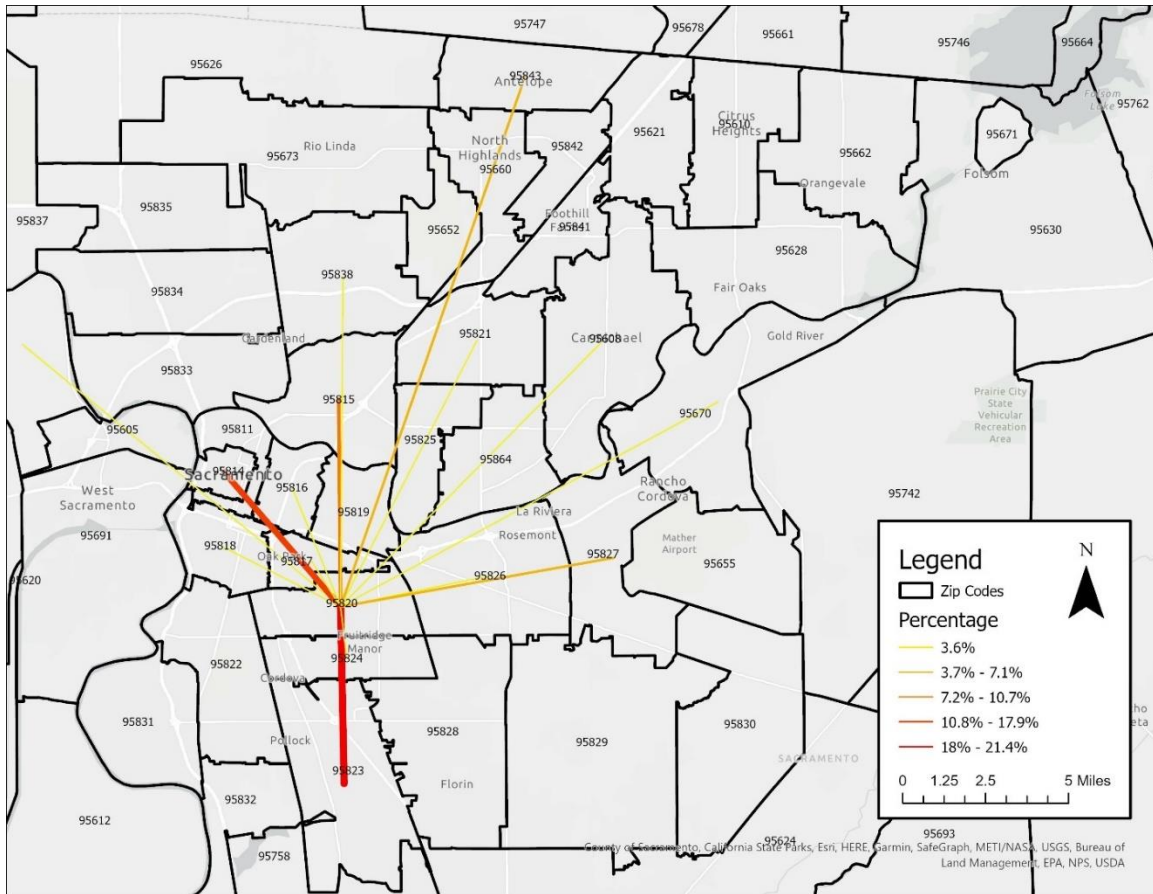 95747
95678
95661
95746
95664
95626
95843
Antelope
Folsom
Lake
95762
95621
Citrus
95610
Heights
95671
North
Highlands
95842
Rio Linda
95673
95660
95662
Folsom
Orangevale
95835
95837
95652
Foothill
95841
95630
95628
95838
Fair Oaks
95834
95821
Gold River
95608
95833
95815
95670
Prairie City
State
Vehicular
Recreation
Area
95605
95811
95825
95864
95814
Sacramento
95816
West
Sacramento
Rancho
Cordova
95742
95819
La Riviera
Rosemont
95691
Mather
Airport
95818
Oak Park
95817
95827
95826
95655
95620
95820
Fruitridge
Manor
95824
95822
Cordova
95831
95828
95830
Pollock
95829
SACRAMENTO
95823
Florin
95832
95612
95758
95624
95693
Legend
Zip Codes
Percentage
3.6%
3.7% - 7.1%
7.2% - 10.7%
10.8% - 17.9%
18% - 21.4%
N
0 1.25 2.5 5 Miles
County of Sacramento, California State Parks, Esri, HERE, Garmin, SafeGraph, METI/NASA, USGS, Bureau of
Land Management, EPA, NPS, USDA